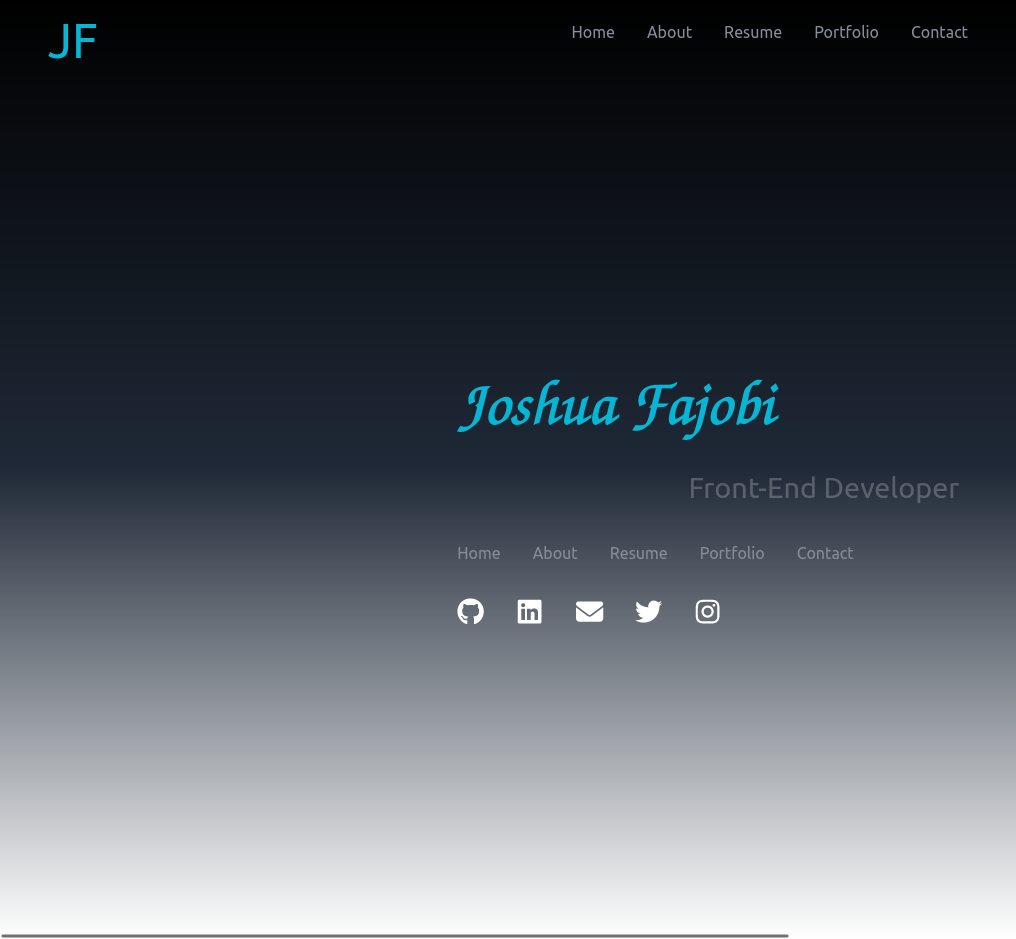 JF
Home About Resume Portfolio Contact
Joshua Fajobi
Front-End Developer
Home About Resume Portfolio Contact